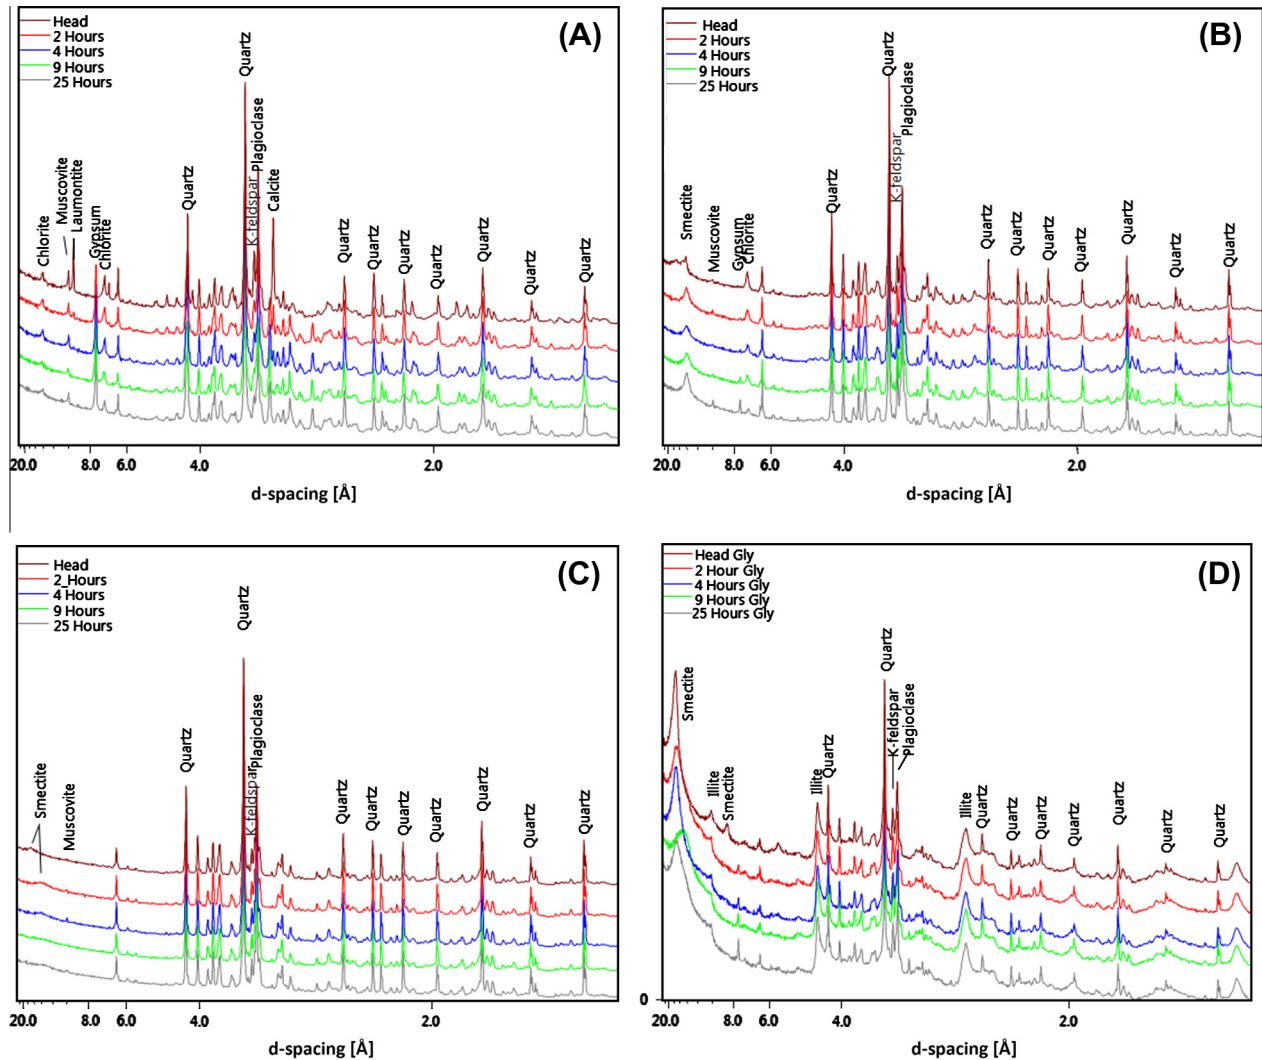 Head
2 Hours
4 Hours
9 Hours
25 Hours
(A)
Chlorite
Muscovite
Laumontite
Gypsum
Chlorite
Quartz
Quartz
K-feldspar
Plagioclase
Calcite
Quartz
Quartz
Quartz
Quartz
Quartz
Quartz
Quartz
20.0 8.0 6.0 4.0 2.0
d-spacing [Å]
Head
2 Hours
4 Hours
9 Hours
25 Hours
(B)
Smectite
Muscovite
Gypsum
Chlorite
Quartz
Quartz
K-feldspar
Plagioclase
Quartz
Quartz
Quartz
Quartz
Quartz
Quartz
Quartz
20.0 8.0 6.0 4.0 2.0
d-spacing [Å]
Head
2 Hours
4 Hours
9 Hours
25 Hours
(C)
Smectite
Muscovite
Quartz
Quartz
K-feldspar
Plagioclase
Quartz
Quartz
Quartz
Quartz
Quartz
Quartz
Quartz
20.0 8.0 6.0 4.0 2.0
d-spacing [Å]
Head Gly
2 Hour Gly
4 Hours Gly
9 Hours Gly
25 Hours Gly
(D)
Smectite
Illite
Smectite
Illite
Quartz
Quartz
K-feldspar
Plagioclase
Illite
Quartz
Quartz
Quartz
Quartz
Quartz
Quartz
Quartz
0
20.0 8.0 6.0 4.0 2.0
d-spacing [Å]